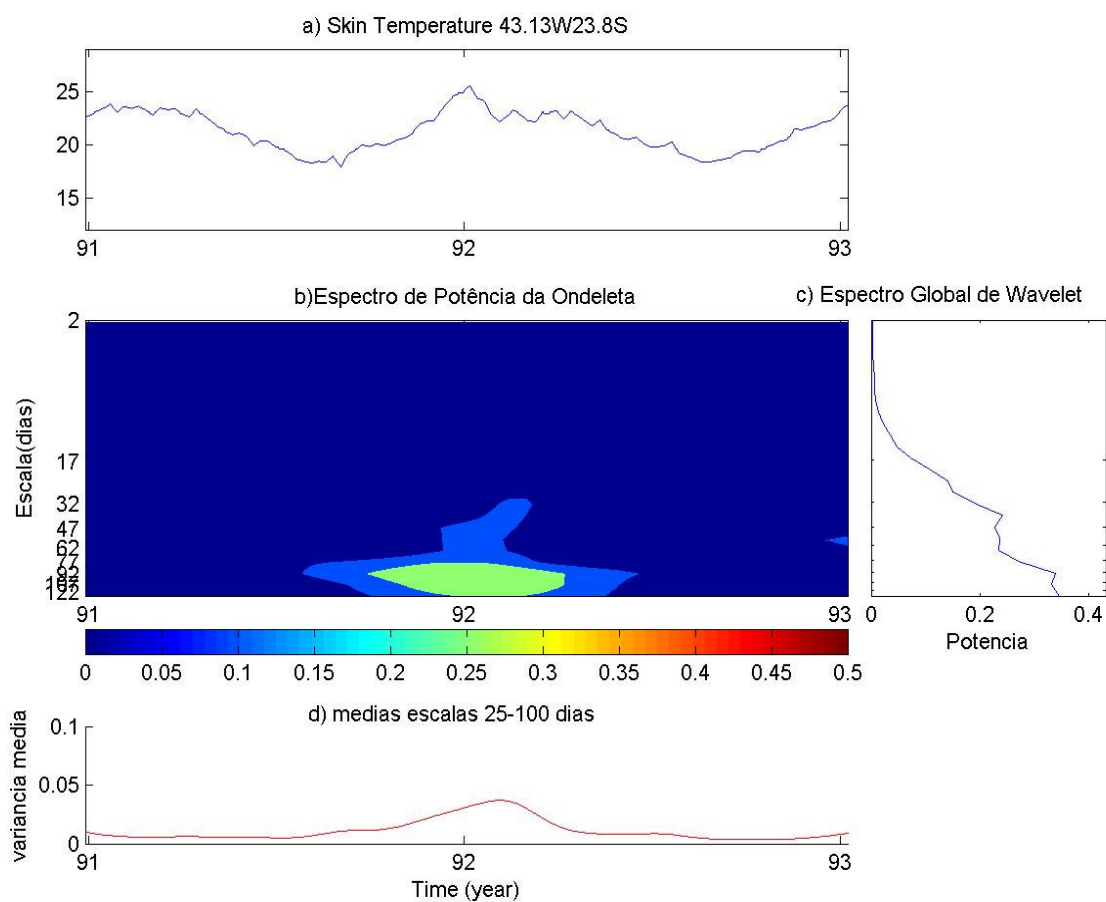 a) Skin Temperature 43.13W23.8S
25
20
15
91 92 93
b)Espectro de Potência da Ondeleta
c) Espectro Global de Wavelet
Escala(dias)
2
17
32
47
62
77
92
122
91 92 93
0 0.2 0.4
Potencia
0 0.05 0.1 0.15 0.2 0.25 0.3 0.35 0.4 0.45 0.5
d) medias escalas 25-100 dias
variancia media
0.1
0.05
0
91 92 93
Time (year)